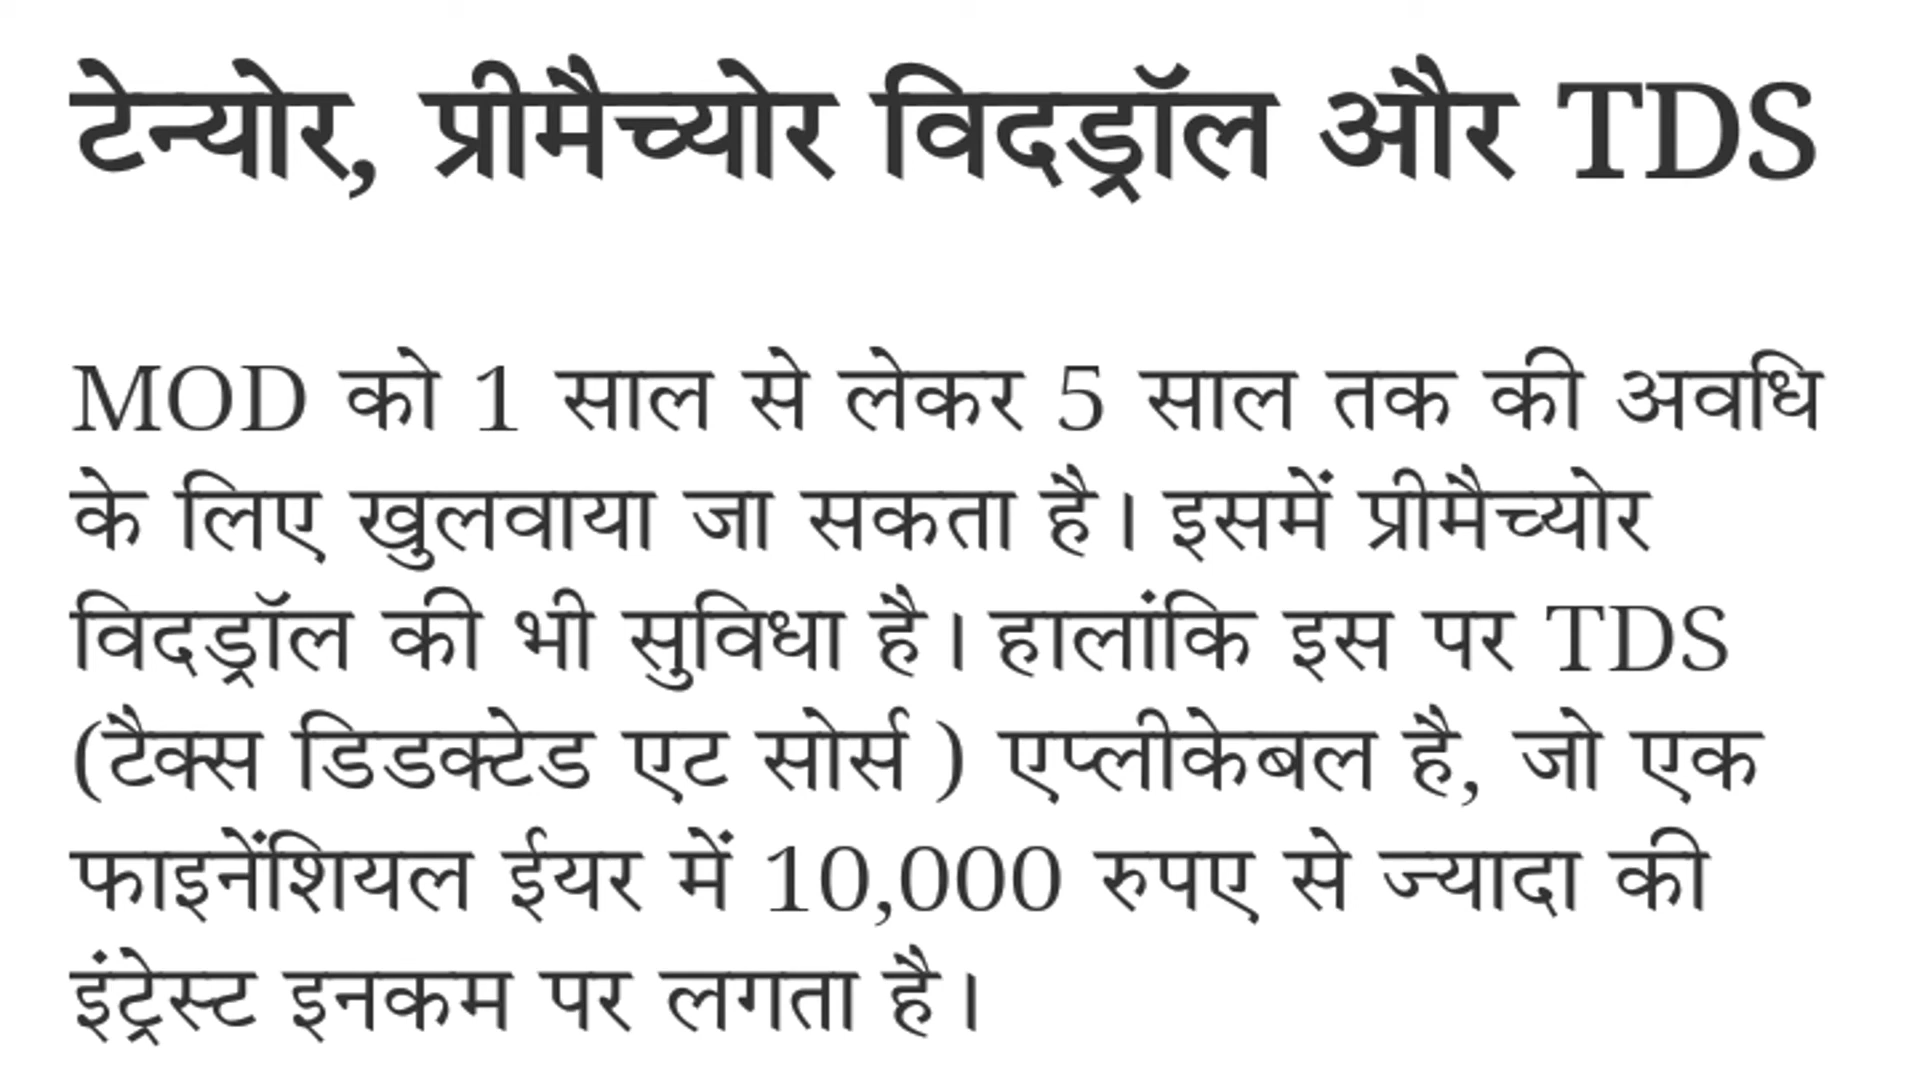 टेन्योर, प्रीमैच्योर विदड्रॉल और TDS
MOD को 1 साल से लेकर 5 साल तक की अवधि
के लिए खुलवाया जा सकता है। इसमें प्रीमैच्योर
विदड्रॉल की भी सुविधा है। हालांकि इस पर TDS
(टैक्स डिडक्टेड एट सोर्स ) एप्लीकेबल है, जो एक
फाइनेंशियल ईयर में 10,000 रुपए से ज्यादा की
इंट्रेस्ट इनकम पर लगता है।